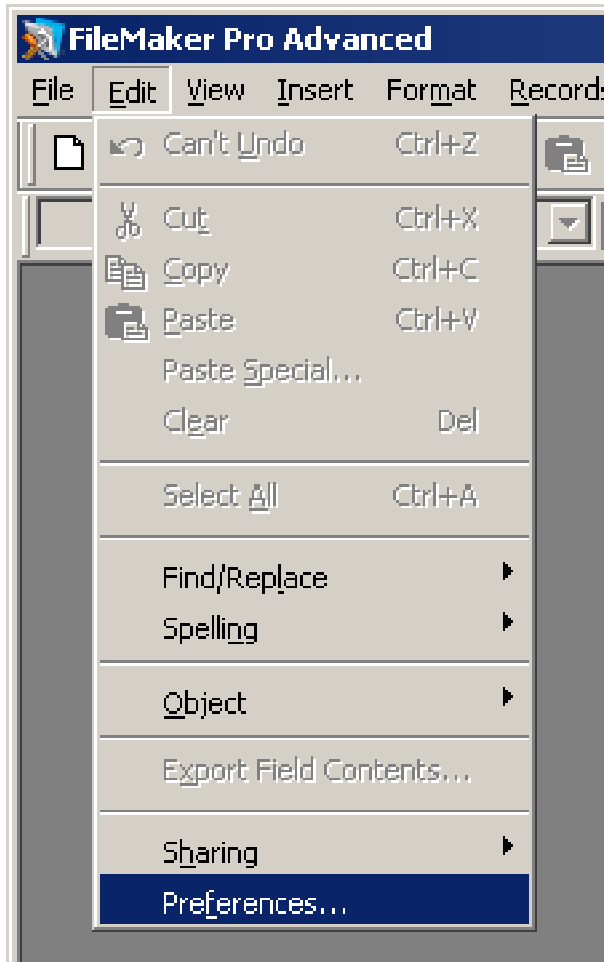 FileMaker Pro Advanced
File Edit View Insert Format Records
Can't Undo Ctrl+Z
Cut Ctrl+X
Copy Ctrl+C
Paste Ctrl+V
Paste Special...
Clear Del
Select All Ctrl+A
Find/Replace
Spelling
Object
Export Field Contents...
Sharing
Preferences...